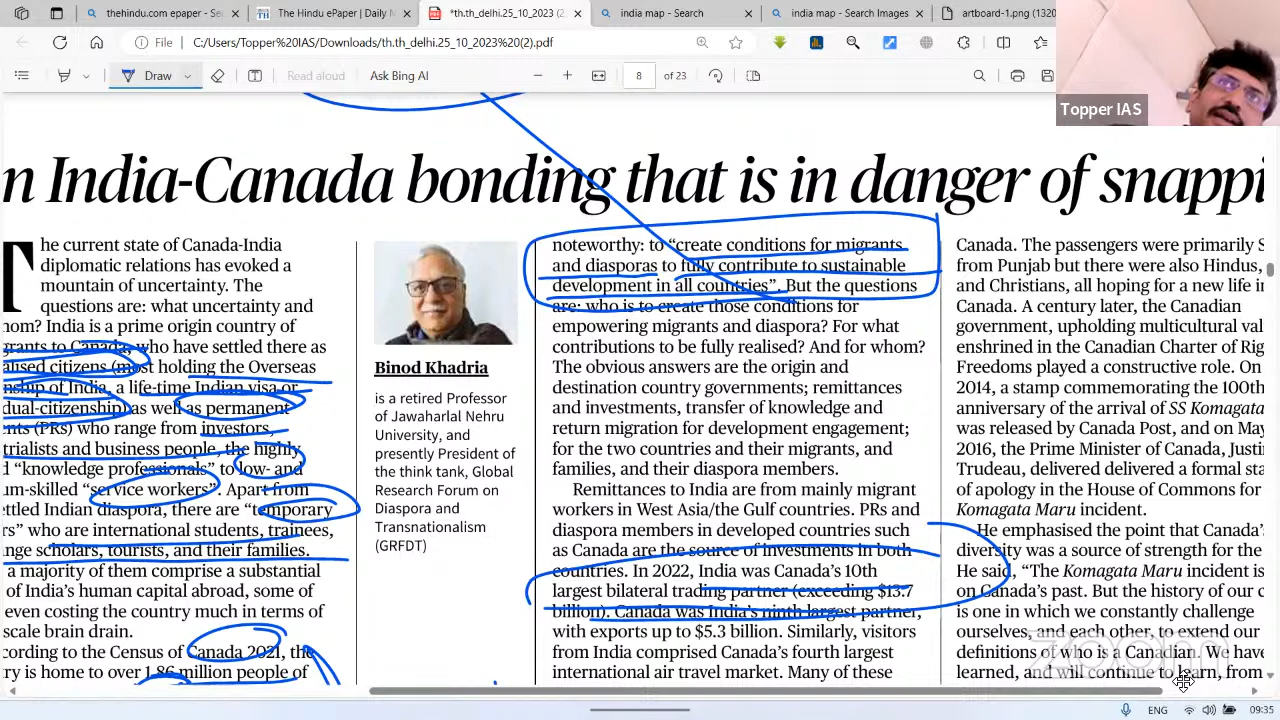 thehindu.com epaper - Se
The Hindu ePaper | Daily N
*th.th_delhi.25_10_2023 (2).p
india map - Search
india map - Search Images
artboard-1.png (1320
File
C:/Users/Topper%20IAS/Downloads/th.th_delhi.25_10_2023%20(2).pdf
Draw
Read aloud
Ask Bing AI
8
of 23
Topper IAS
n India-Canada bonding that is in danger of snappi
The current state of Canada-India
diplomatic relations has evoked a
mountain of uncertainty. The
questions are: what uncertainty and
hom? India is a prime origin country of
grants to Canada, who have settled there as
alised citizens (most holding the Overseas
nship of India, a life-time Indian visa or
dual-citizenship) as well as permanent
nts (PRs) who range from investors,
trialists and business people, the highly
d “knowledge professionals” to low- and
um-skilled “service workers”. Apart from
ettled Indian diaspora, there are “temporary
rs” who are international students, trainees,
nge scholars, tourists, and their families.
a majority of them comprise a substantial
of India’s human capital abroad, some of
even costing the country much in terms of
scale brain drain.
cording to the Census of Canada 2021, the
ry is home to over 1.86 million people of
Binod Khadria
is a retired Professor
of Jawaharlal Nehru
University, and
presently President of
the think tank, Global
Research Forum on
Diaspora and
Transnationalism
(GRFDT)
noteworthy: to “create conditions for migrants
and diasporas to fully contribute to sustainable
development in all countries”. But the questions
are: who is to create those conditions for
empowering migrants and diaspora? For what
contributions to be fully realised? And for whom?
The obvious answers are the origin and
destination country governments; remittances
and investments, transfer of knowledge and
return migration for development engagement;
for the two countries and their migrants, and
families, and their diaspora members.
Remittances to India are from mainly migrant
workers in West Asia/the Gulf countries. PRs and
diaspora members in developed countries such
as Canada are the source of investments in both
countries. In 2022, India was Canada’s 10th
largest bilateral trading partner (exceeding $13.7
billion). Canada was India’s ninth largest partner,
with exports up to $5.3 billion. Similarly, visitors
from India comprised Canada’s fourth largest
international air travel market. Many of these
Canada. The passengers were primarily S
from Punjab but there were also Hindus,
and Christians, all hoping for a new life in
Canada. A century later, the Canadian
government, upholding multicultural val
enshrined in the Canadian Charter of Rig
Freedoms played a constructive role. On
2014, a stamp commemorating the 100th
anniversary of the arrival of SS Komagata
was released by Canada Post, and on May
2016, the Prime Minister of Canada, Justi
Trudeau, delivered delivered a formal sta
of apology in the House of Commons for
Komagata Maru incident.
He emphasised the point that Canada’
diversity was a source of strength for the
He said, “The Komagata Maru incident is
on Canada’s past. But the history of our c
is one in which we constantly challenge
ourselves, and each other, to extend our
definitions of who is a Canadian. We have
learned, and will continue to learn, from
zoom
ENG
09:35